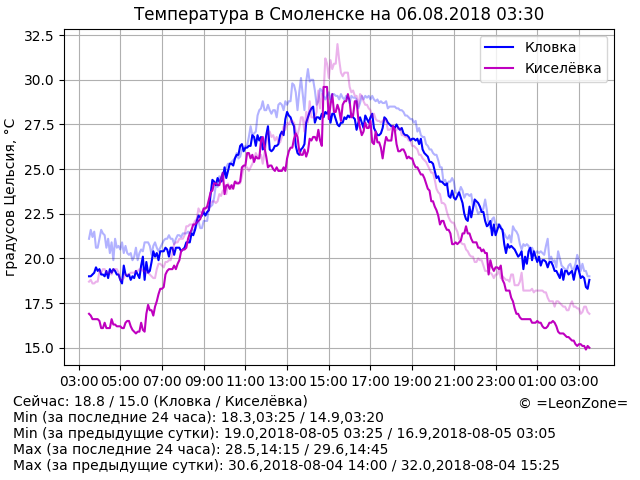 Температура в Смоленске на 06.08.2018 03:30
градусов Цельсия, °C
32.5
30.0
27.5
25.0
22.5
20.0
17.5
15.0
Кловка
Киселёвка
03:00 05:00 07:00 09:00 11:00 13:00 15:00 17:00 19:00 21:00 23:00 01:00 03:00
Сейчас: 18.8 / 15.0 (Кловка / Киселёвка)
© =LeonZone=
Min (за последние 24 часа): 18.3,03:25 / 14.9,03:20
Min (за предыдущие сутки): 19.0,2018-08-05 03:25 / 16.9,2018-08-05 03:05
Max (за последние 24 часа): 28.5,14:15 / 29.6,14:45
Max (за предыдущие сутки): 30.6,2018-08-04 14:00 / 32.0,2018-08-04 15:25